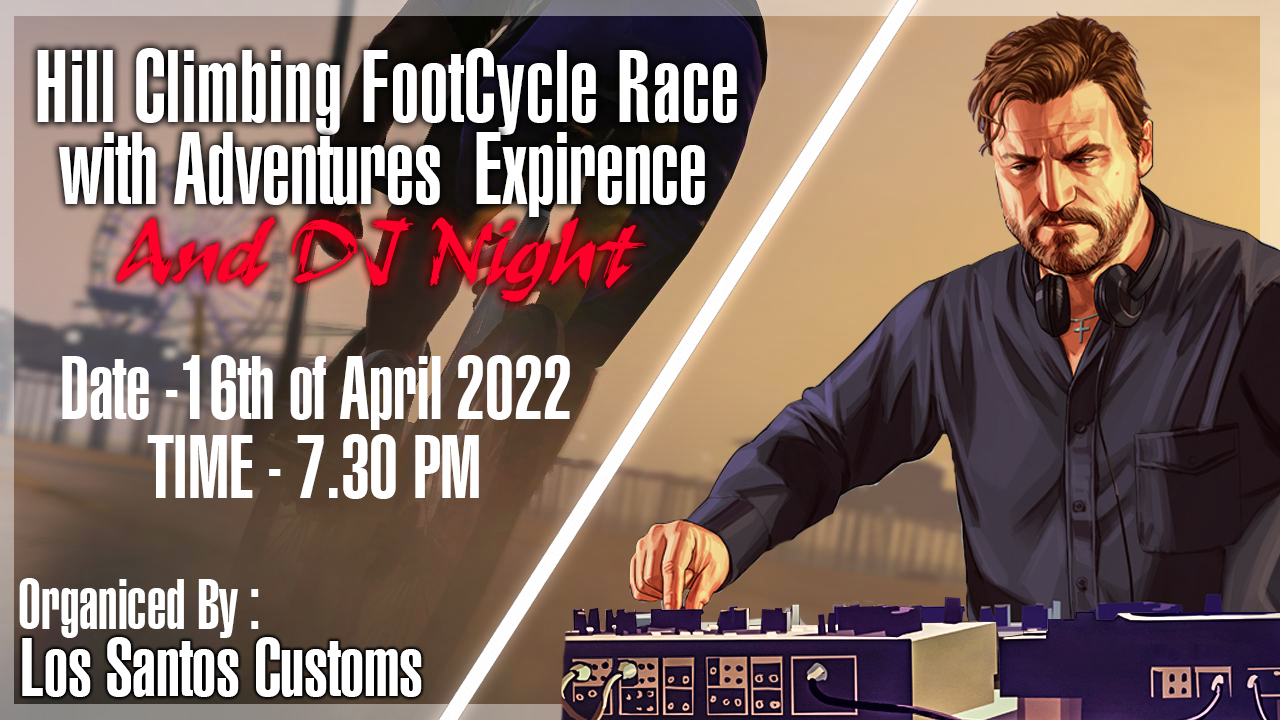 Hill Climbing FootCycle Race
with Adventures Expirence
And DJ Night
Date -16th of April 2022
TIME - 7.30 PM
Organiced By :
Los Santos Customs